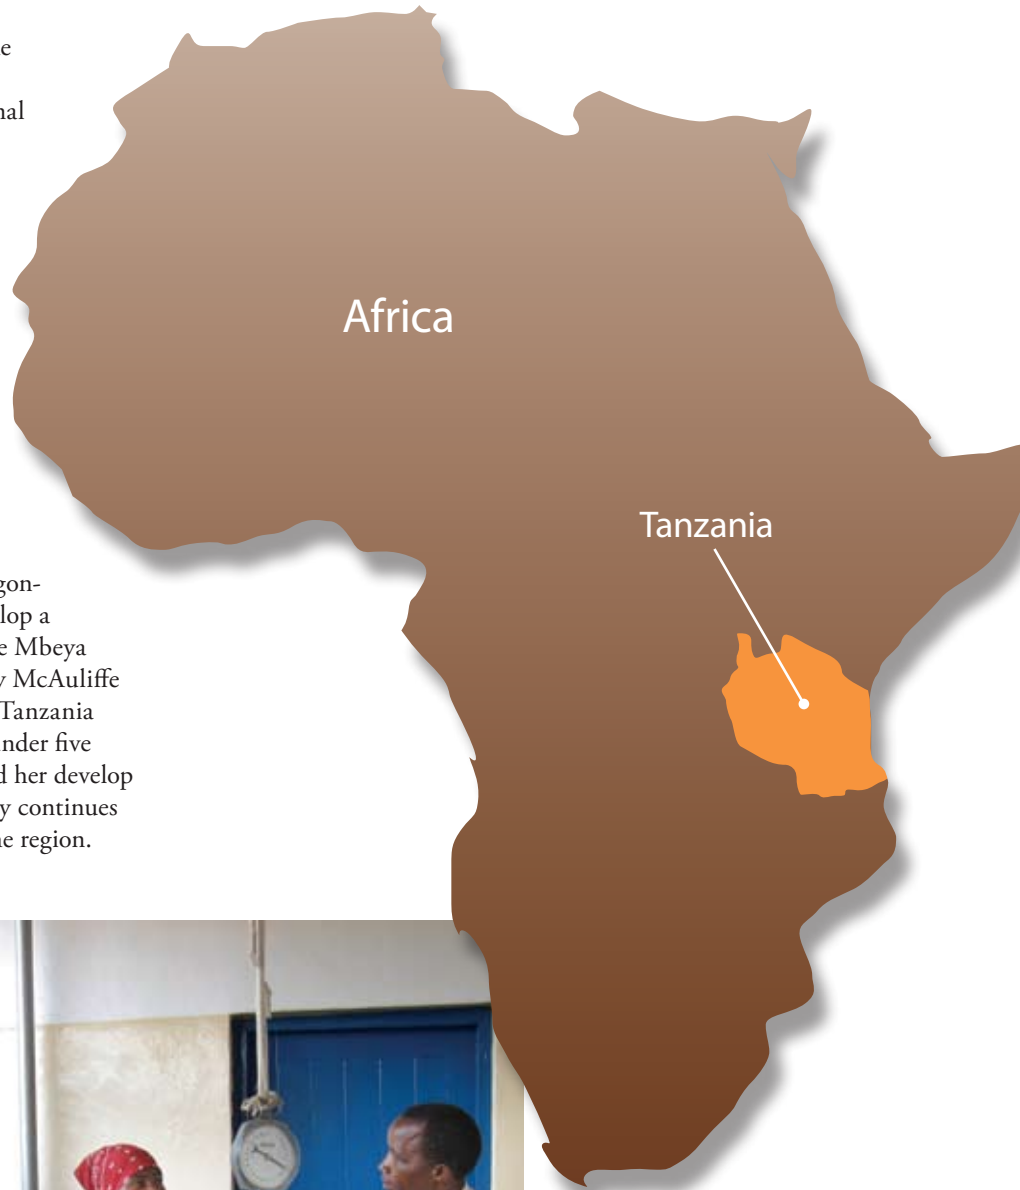 e
nal
Africa
Tanzania
gon-
lop a
e Mbeya
y McAuliffe
Tanzania
nder five
d her develop
y continues
ne region.